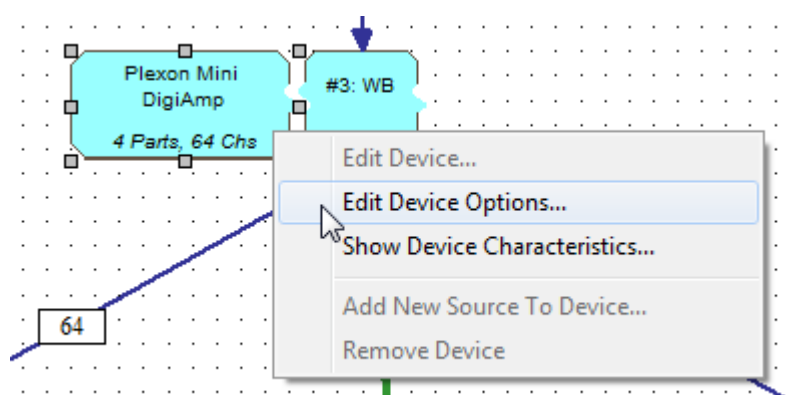 Plexon Mini
DigiAmp
4 Parts, 64 Chs
#3: WB
Edit Device...
Edit Device Options...
Show Device Characteristics...
Add New Source To Device...
Remove Device
64